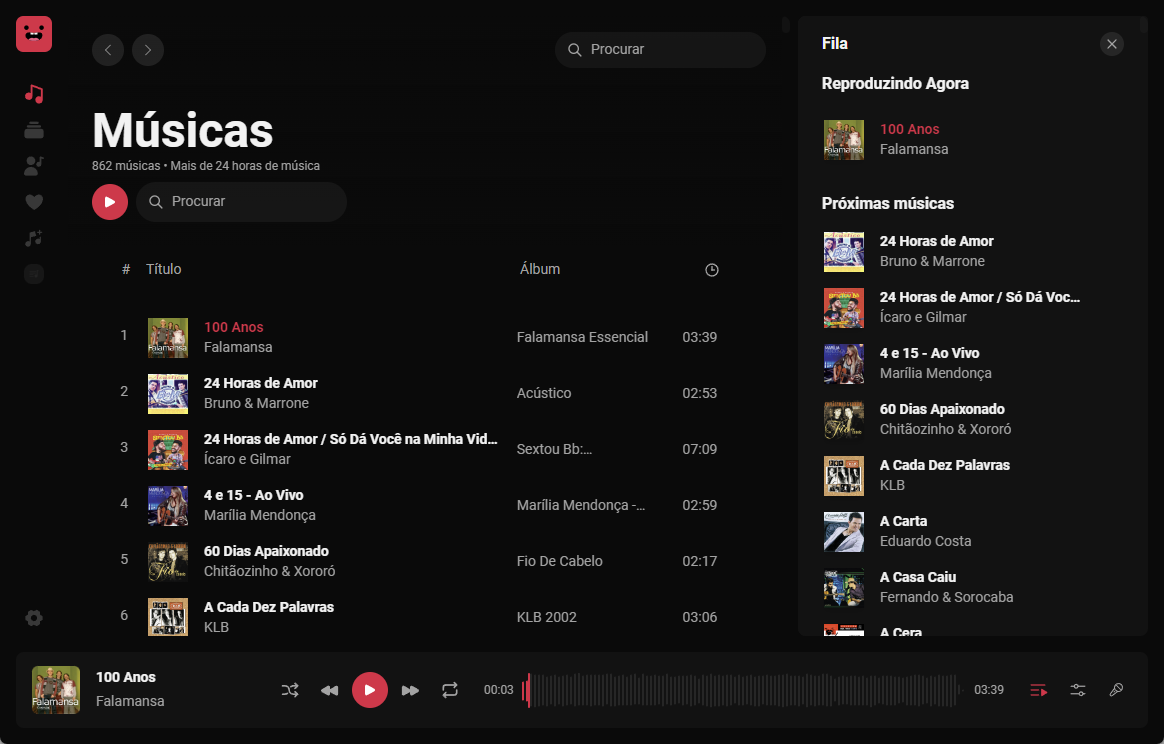 Procurar
Músicas
862 músicas • Mais de 24 horas de música
Procurar
# Título Álbum
1 100 Anos Falamansa Essencial 03:39
Falamansa
2 24 Horas de Amor Acústico 02:53
Bruno & Marrone
3 24 Horas de Amor / Só Dá Você na Minha Vid... Sextou Bb:... 07:09
Ícaro e Gilmar
4 4 e 15 - Ao Vivo Marília Mendonça -... 02:59
Marília Mendonça
5 60 Dias Apaixonado Fio De Cabelo 02:17
Chitãozinho & Xororó
6 A Cada Dez Palavras KLB 2002 03:06
KLB
Fila
Reproduzindo Agora
Falamansa
100 Anos
Falamansa
Próximas músicas
24 Horas de Amor
Bruno & Marrone
24 Horas de Amor / Só Dá Voc...
Ícaro e Gilmar
4 e 15 - Ao Vivo
Marília Mendonça
60 Dias Apaixonado
Chitãozinho & Xororó
A Cada Dez Palavras
KLB
A Carta
Eduardo Costa
A Casa Caiu
Fernando & Sorocaba
A Cera
Falamansa
100 Anos
Falamansa
00:03
03:39